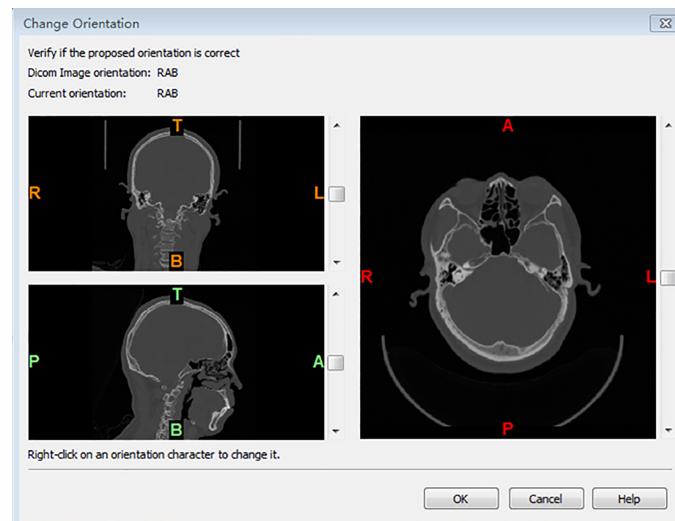 Change Orientation
Verify if the proposed orientation is correct
Dicom Image orientation: RAB
Current orientation: RAB
T
R
L
B
T
P
A
B
A
R
L
P
Right-click on an orientation character to change it.
OK
Cancel
Help